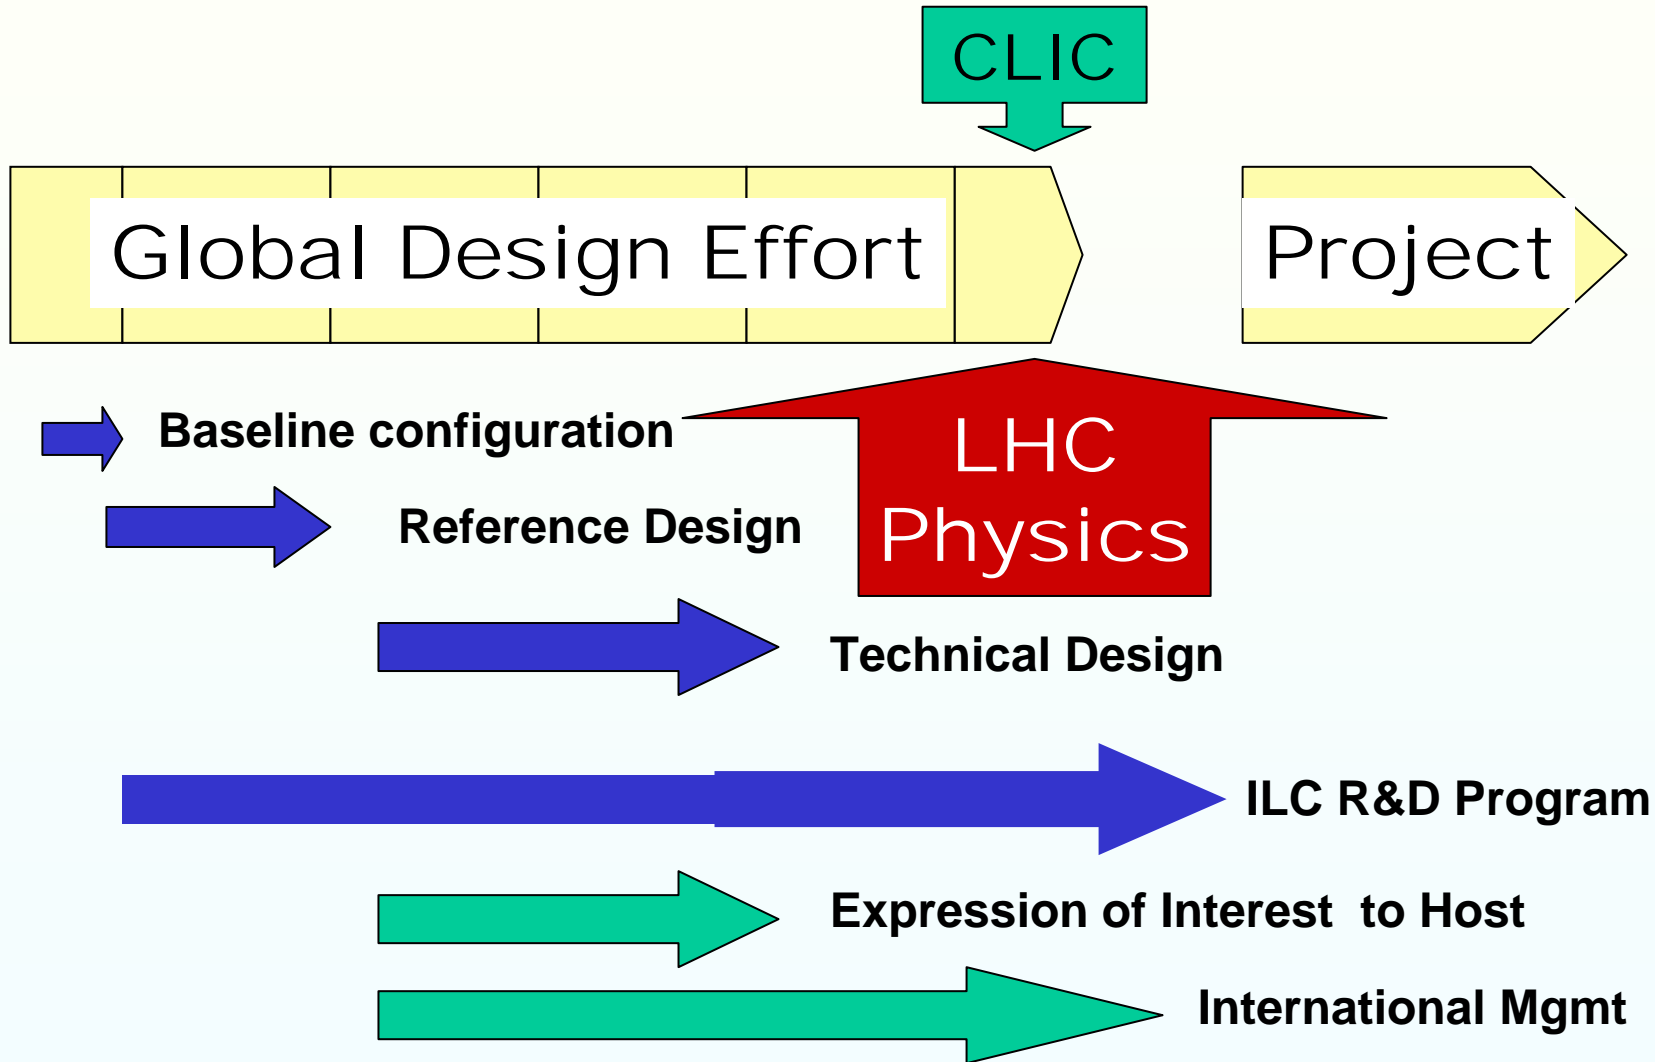 CLIC
Global Design Effort
Project
Baseline configuration
LHC
Physics
Reference Design
Technical Design
ILC R&D Program
Expression of Interest  to Host
International Mgmt